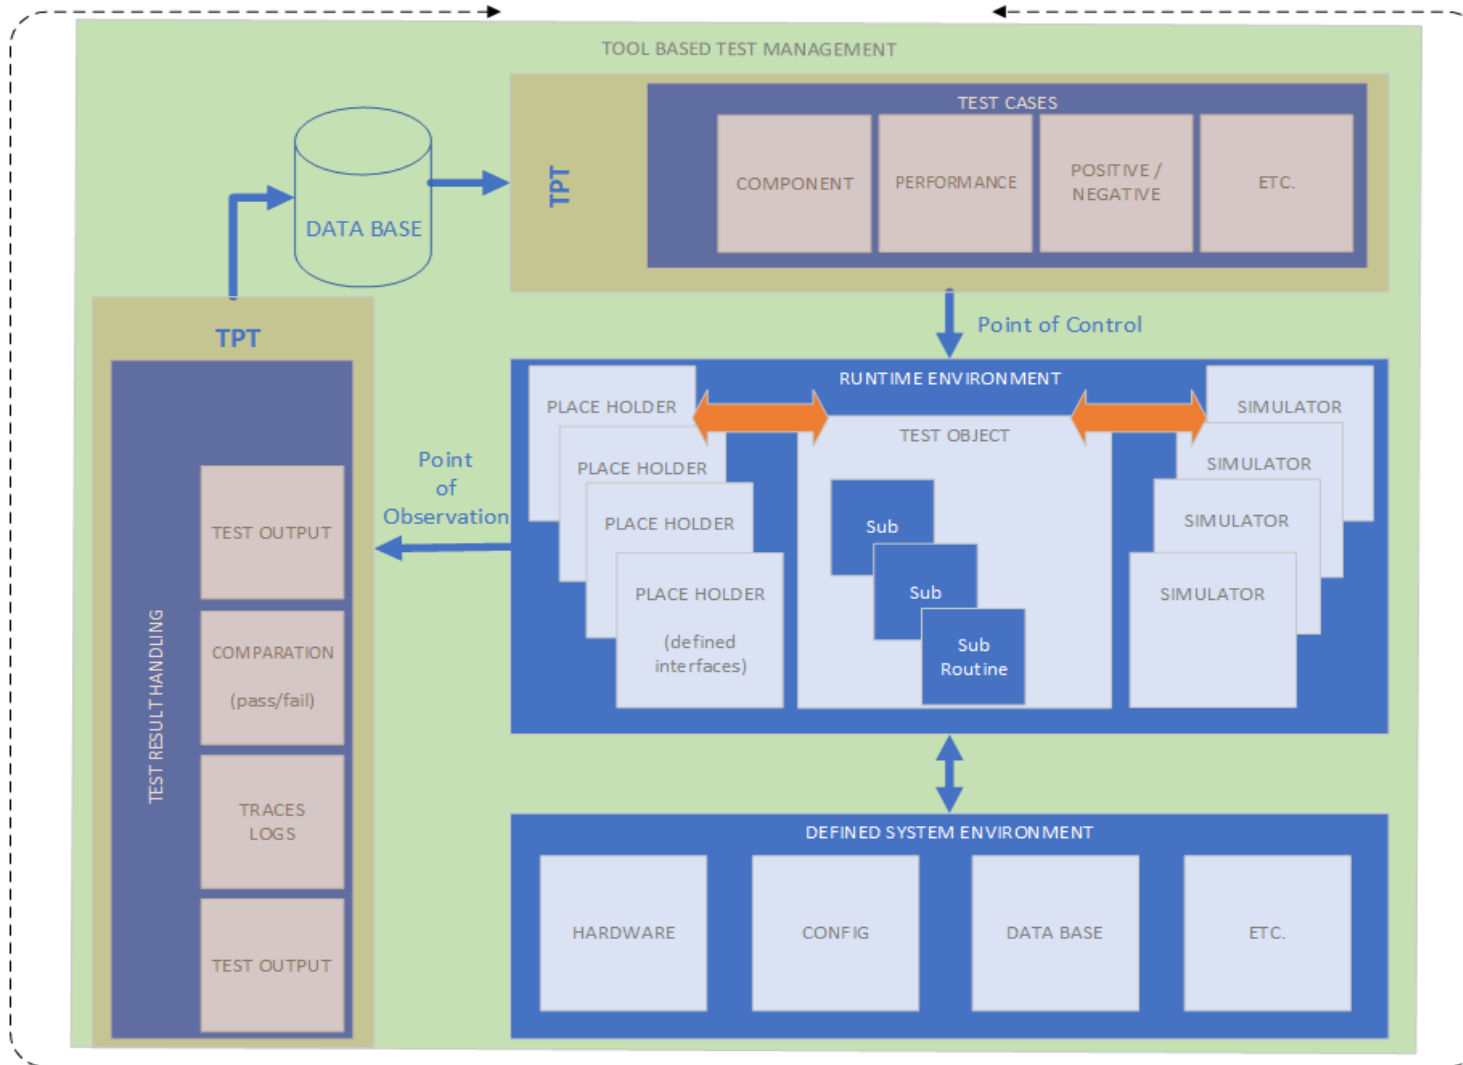 TOOL BASED TEST MANAGEMENT
TPT
TEST CASES
COMPONENT
PERFORMANCE
POSITIVE /
NEGATIVE
ETC.
DATA BASE
Point of Control
TPT
TEST RESULT HANDLING
TEST OUTPUT
COMPARATION
(pass/fail)
TRACES
LOGS
TEST OUTPUT
Point
of
Observation
RUNTIME ENVIRONMENT
PLACE HOLDER
PLACE HOLDER
PLACE HOLDER
PLACE HOLDER
(defined
interfaces)
TEST OBJECT
Sub
Sub
Sub
Routine
SIMULATOR
SIMULATOR
SIMULATOR
SIMULATOR
DEFINED SYSTEM ENVIRONMENT
HARDWARE
CONFIG
DATA BASE
ETC.